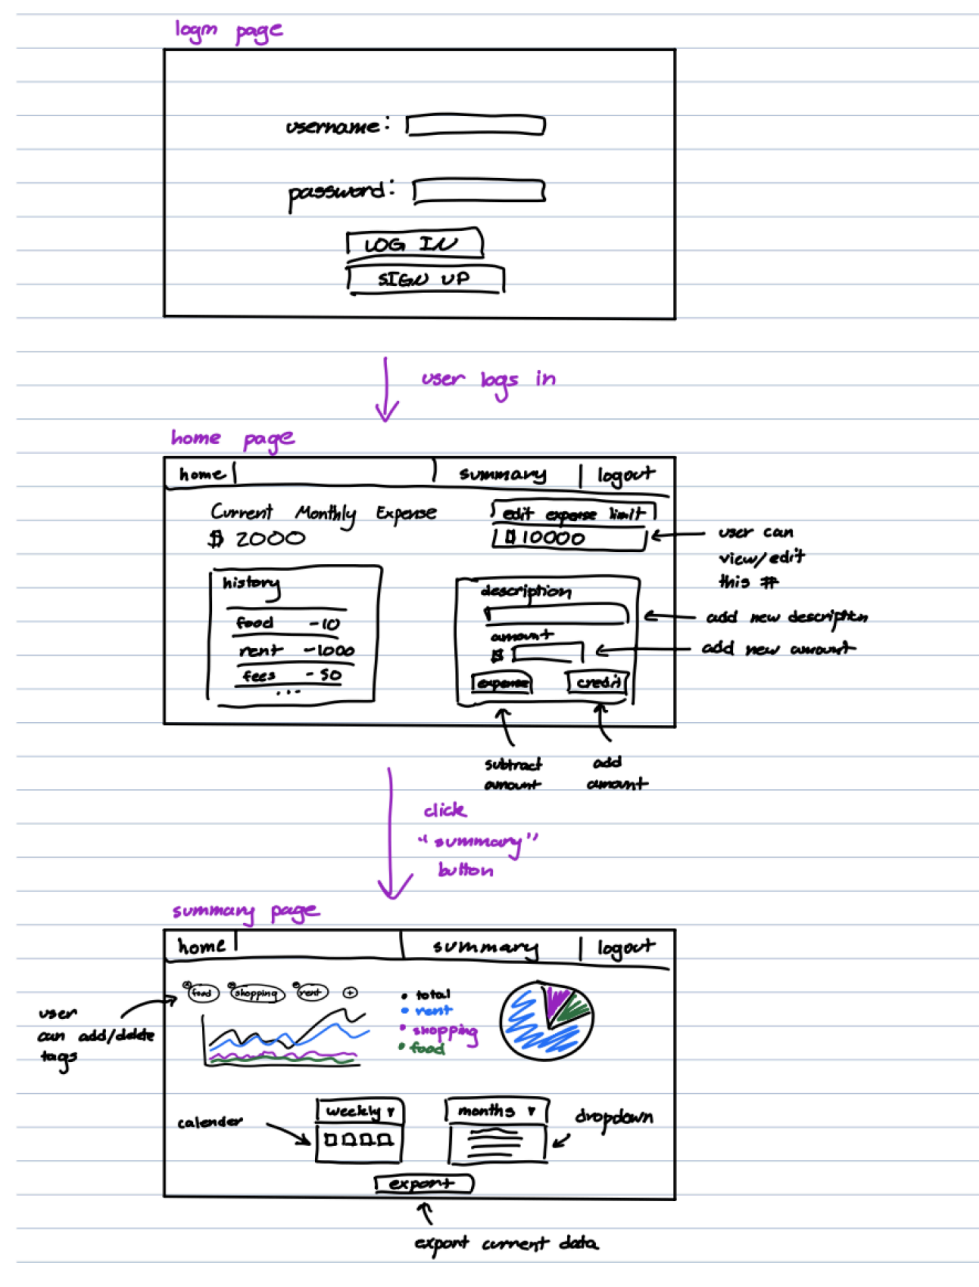 login page
username:
password:
LOG IN
SIGN UP
user logs in
home page
home
summary
logout
Current Monthly Expense
$ 2000
edit expense limit
$ 10000
user can
view/edit
this #
history
food -10
rent -1000
fees -50
...
description
add new description
amount
$
add new amount
expense
credit
subtract
amount
add
amount
click
"summary"
button
summary page
home
summary
logout
food
shopping
rent
+
user
can add/delete
tags
• total
• rent
• shopping
• food
calender
weekly ▼
months ▼
dropdown
export
export current data